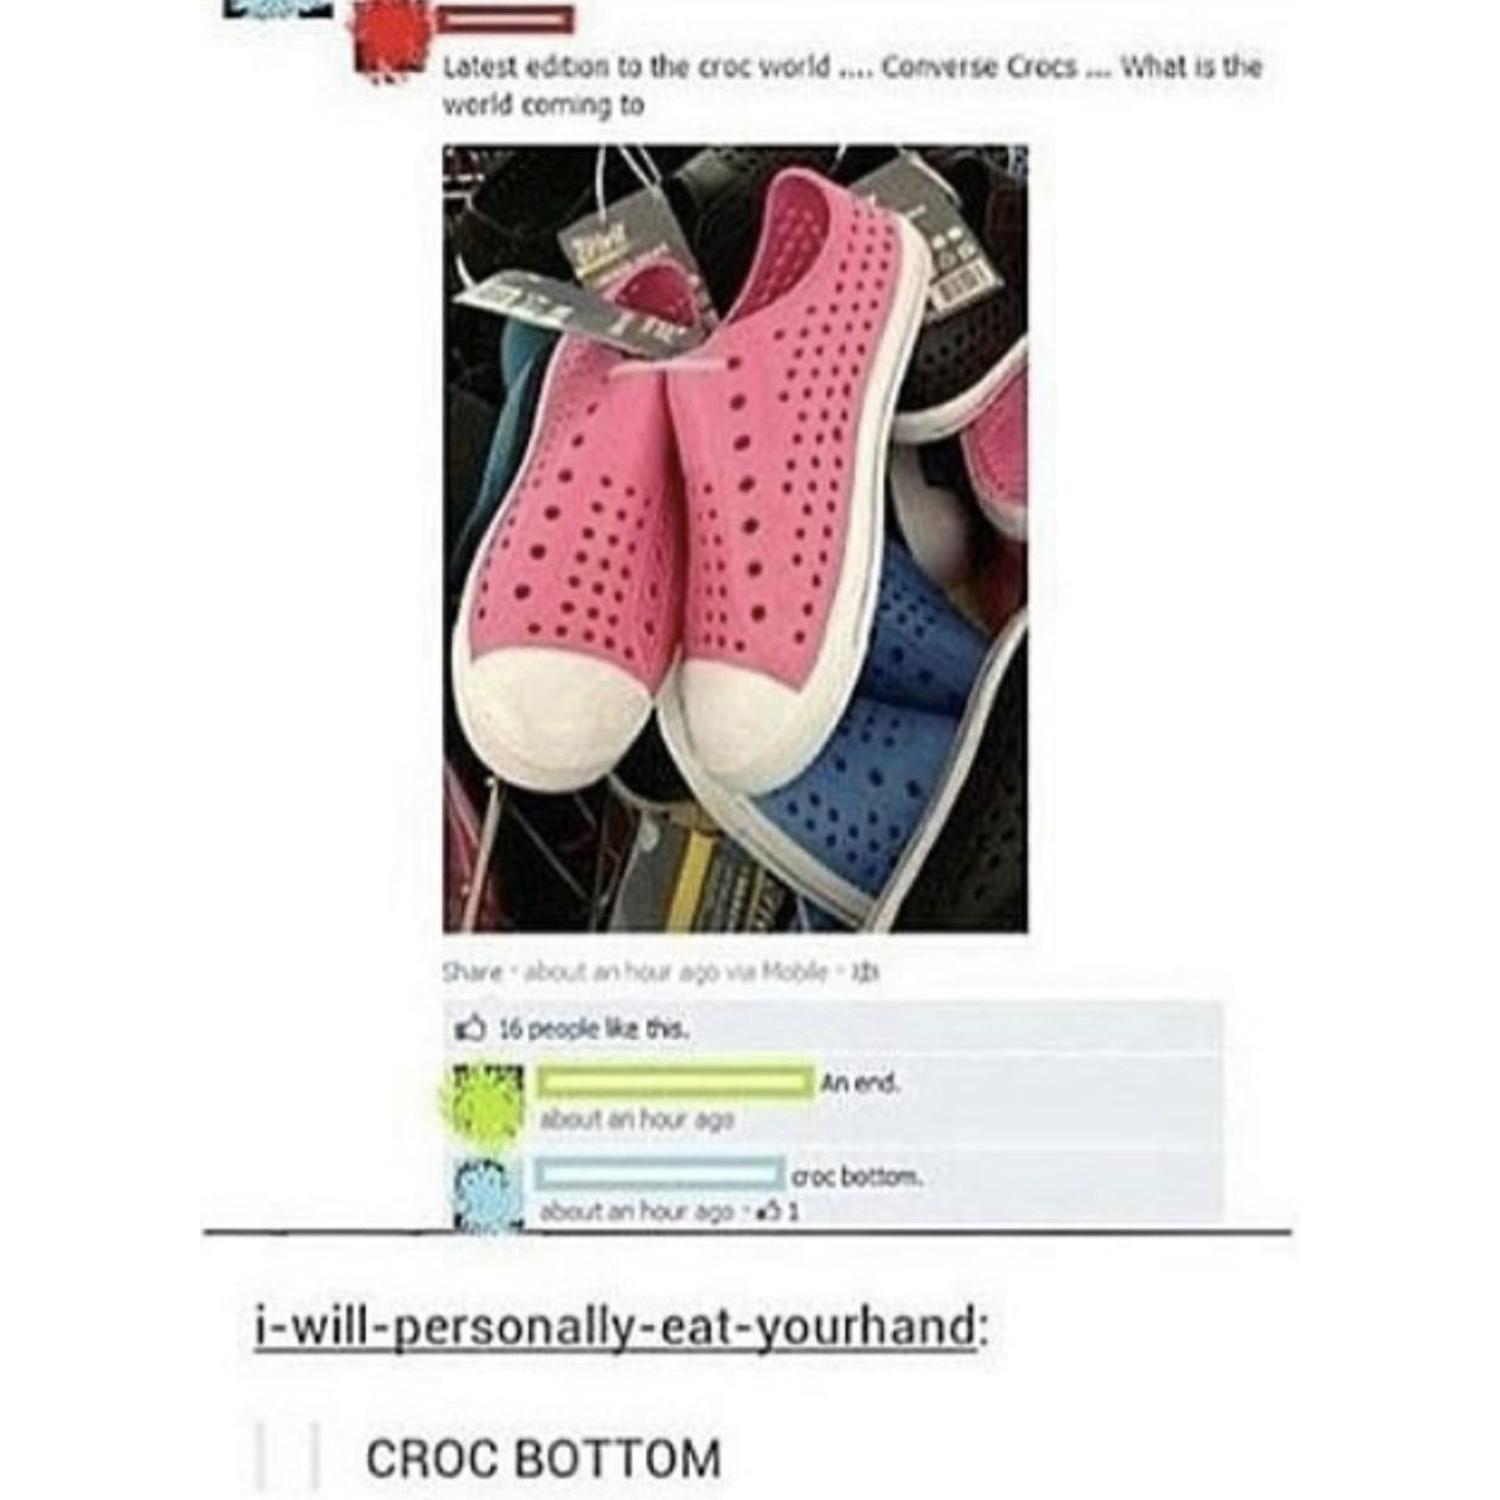 Latest edition to the croc world .... Converse Crocs ... What is the
world coming to
Share · about an hour ago via Mobile ·
16 people like this.
An end.
about an hour ago
croc bottom.
about an hour ago · 1
i-will-personally-eat-yourhand:
CROC BOTTOM